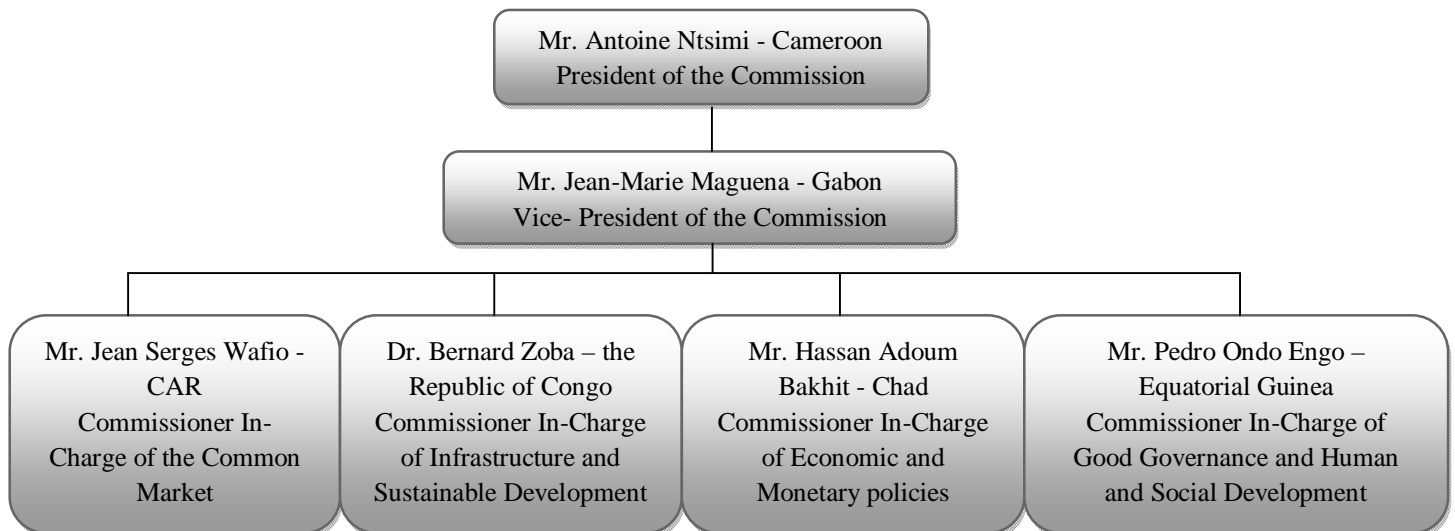 Mr. Antoine Ntsimi - Cameroon
President of the Commission
Mr. Jean-Marie Maguena - Gabon
Vice- President of the Commission
Mr. Jean Serges Wafio -
CAR
Commissioner In-
Charge of the Common
Market
Dr. Bernard Zoba – the
Republic of Congo
Commissioner In-Charge
of Infrastructure and
Sustainable Development
Mr. Hassan Adoum
Bakhit - Chad
Commissioner In-Charge
of Economic and
Monetary policies
Mr. Pedro Ondo Engo –
Equatorial Guinea
Commissioner In-Charge of
Good Governance and Human
and Social Development